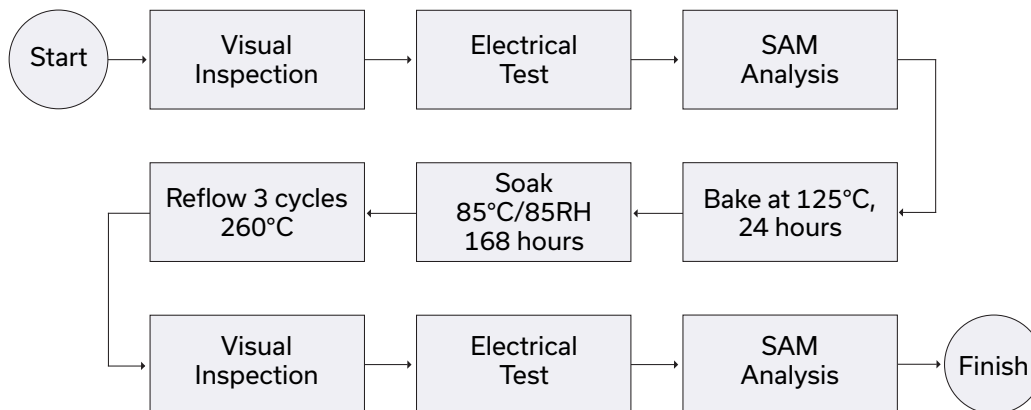 Start
Visual
Inspection
Electrical
Test
SAM
Analysis
Bake at 125°C,
24 hours
Soak
85°C/85RH
168 hours
Reflow 3 cycles
260°C
Visual
Inspection
Electrical
Test
SAM
Analysis
Finish